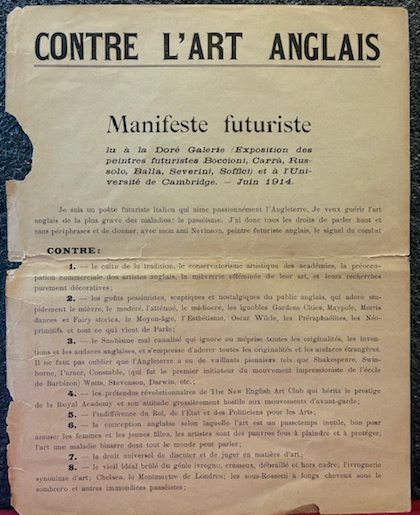 CONTRE L'ART ANGLAIS
Manifeste futuriste
lu à la Doré Galerie (Exposition des
peintres futuristes Boccioni, Carrà, Rus-
solo, Balla, Severini, Soffici) et à l'Uni-
versité de Cambridge. — Juin 1914.
Je suis un poète futuriste italien qui aime passionnément l'Angleterre. Je veux guérir l'art
anglais de la plus grave des maladies: le passéisme. J'ai donc tous les droits de parler haut et
sans périphrases et de donner, avec mon ami Nevinson, peintre futuriste anglais, le signal du combat
CONTRE:
1. — le culte de la tradition, le conservatorisme artistique des académies, la préoccu-
pation commerciale des artistes anglais, la mièvrerie efféminée de leur art, et leurs recherches
purement décoratives;
2. — les goûts pessimistes, sceptiques et nostalgiques du public anglais, qui adore stu-
pidement le mièvre, le modéré, l'atténué, le médiocre, les ignobles Gardens Cities, Maypole, Morris
dances et Fairy stories, le Moyen-âge, l'Esthétisme, Oscar Wilde, les Préraphaélites, les Néo-
primitifs et tout ce qui vient de Paris;
3. — le Snobisme mal canalisé qui ignore ou méprise toutes les originalités, les inven-
tions et les audaces anglaises, et s'empresse d'adorer toutes les originalités et les audaces étrangères.
Il ne faut pas oublier que l'Angleterre a eu de vaillants pionniers tels que Shakespeare, Swin-
burne, Turner, Constable, (qui fut le premier initiateur du mouvement impressionniste de l'école
de Barbison) Watts, Stevenson, Darwin, etc.;
4. — les prétendus révolutionnaires de The New English Art Club qui hérita le prestige
de la Royal Academy et son attitude grossièrement hostile aux mouvements d'avant-garde;
5. — l'indifférence du Roi, de l'Etat et des Politiciens pour les Arts;
6. — la conception anglaise selon laquelle l'art est un passetemps inutile, bon pour
amuser les femmes et les jeunes filles, les artistes sont des pauvres fous à plaindre et à protéger,
l'art une maladie bizarre dont tout le monde peut parler;
7. — le droit universel de discuter et de juger en matière d'art;
8. — le vieil idéal brûlé du génie ivrogne, crasseux, débraillé et hors cadre; l'ivrognerie
synonime d'art; Chelsea, le Montmartre de Londres; les sous-Rossetti à longs cheveux sous le
sombrero et autres immondices passéistes;